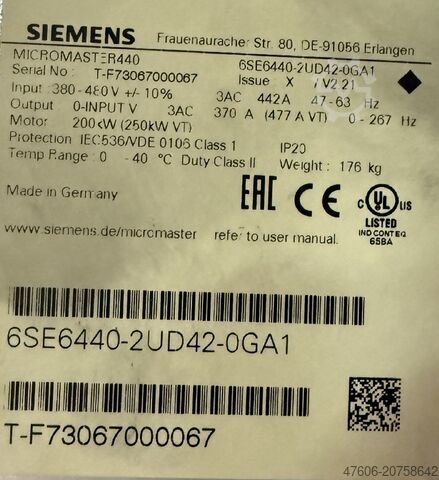 SIEMENS Frauenauracher Str. 80, DE-91056 Erlangen
MICROMASTER440 6SE6440-2UD42-0GA1
Serial No : T-F73067000067 Issue X V2.21
Input : 380-480 V +/- 10% 3AC 442A 47-63 Hz
Output 0-INPUT V 3AC 370 A (477 A VT) 0 - 267 Hz
Motor 200kW (250kW VT)
Protection IEC536/VDE 0106 Class 1 IP20
Temp Range : 0 - 40 °C Duty Class II Weight : 176 kg
Made in Germany
EAC CE
c UL US
LISTED
IND CONT EQ
65BA
www.siemens.de/micromaster refer to user manual.
6SE6440-2UD42-0GA1
T-F73067000067
47606-20758642